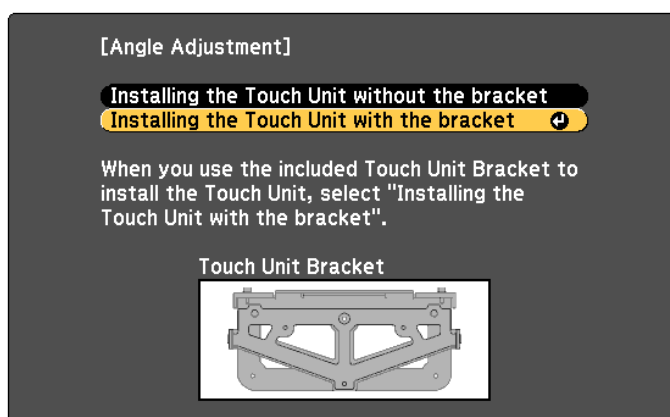 [Angle Adjustment]
Installing the Touch Unit without the bracket
Installing the Touch Unit with the bracket
When you use the included Touch Unit Bracket to
install the Touch Unit, select "Installing the
Touch Unit with the bracket".
Touch Unit Bracket